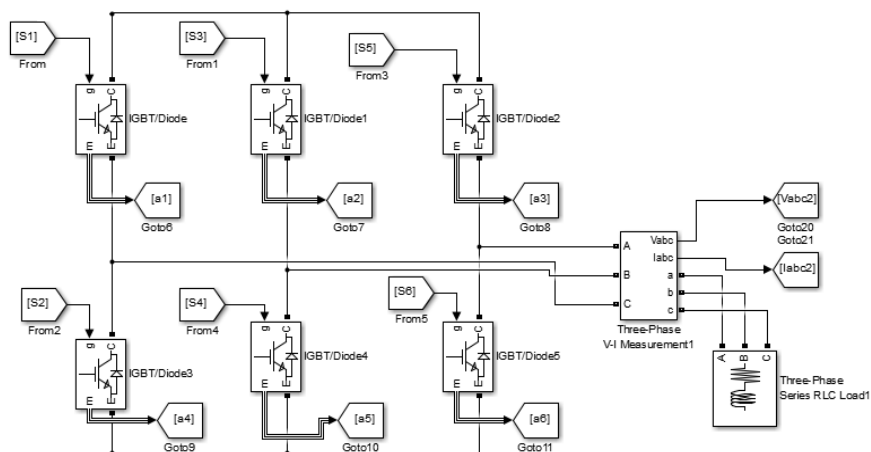 [S1]
From
[S3]
From1
[S5]
From3
g
C
IGBT/Diode
m
E
g
C
IGBT/Diode1
m
E
g
C
IGBT/Diode2
m
E
[a1]
Goto6
[a2]
Goto7
[a3]
Goto8
[S2]
From2
[S4]
From4
[S6]
From5
g
C
IGBT/Diode3
m
E
g
C
IGBT/Diode4
m
E
g
C
IGBT/Diode5
m
E
[a4]
Goto9
[a5]
Goto10
[a6]
Goto11
A
B
C
Vabc
Iabc
a
b
c
Three-Phase
V-I Measurement1
[Vabc2]
Goto20
Goto21
[Iabc2]
A
B
C
Three-Phase
Series RLC Load1